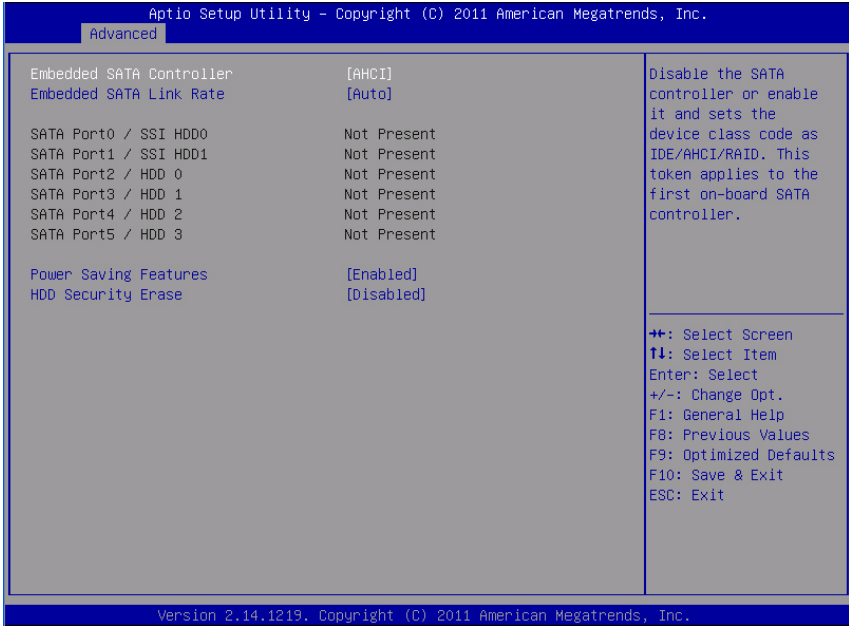 Aptio Setup Utility – Copyright (C) 2011 American Megatrends, Inc.
Advanced
Embedded SATA Controller [AHCI]
Embedded SATA Link Rate [Auto]
SATA Port0 / SSI HDD0 Not Present
SATA Port1 / SSI HDD1 Not Present
SATA Port2 / HDD 0 Not Present
SATA Port3 / HDD 1 Not Present
SATA Port4 / HDD 2 Not Present
SATA Port5 / HDD 3 Not Present
Power Saving Features [Enabled]
HDD Security Erase [Disabled]
Disable the SATA
controller or enable
it and sets the
device class code as
IDE/AHCI/RAID. This
token applies to the
first on-board SATA
controller.
→←: Select Screen
↑↓: Select Item
Enter: Select
+/-: Change Opt.
F1: General Help
F8: Previous Values
F9: Optimized Defaults
F10: Save & Exit
ESC: Exit
Version 2.14.1219. Copyright (C) 2011 American Megatrends, Inc.